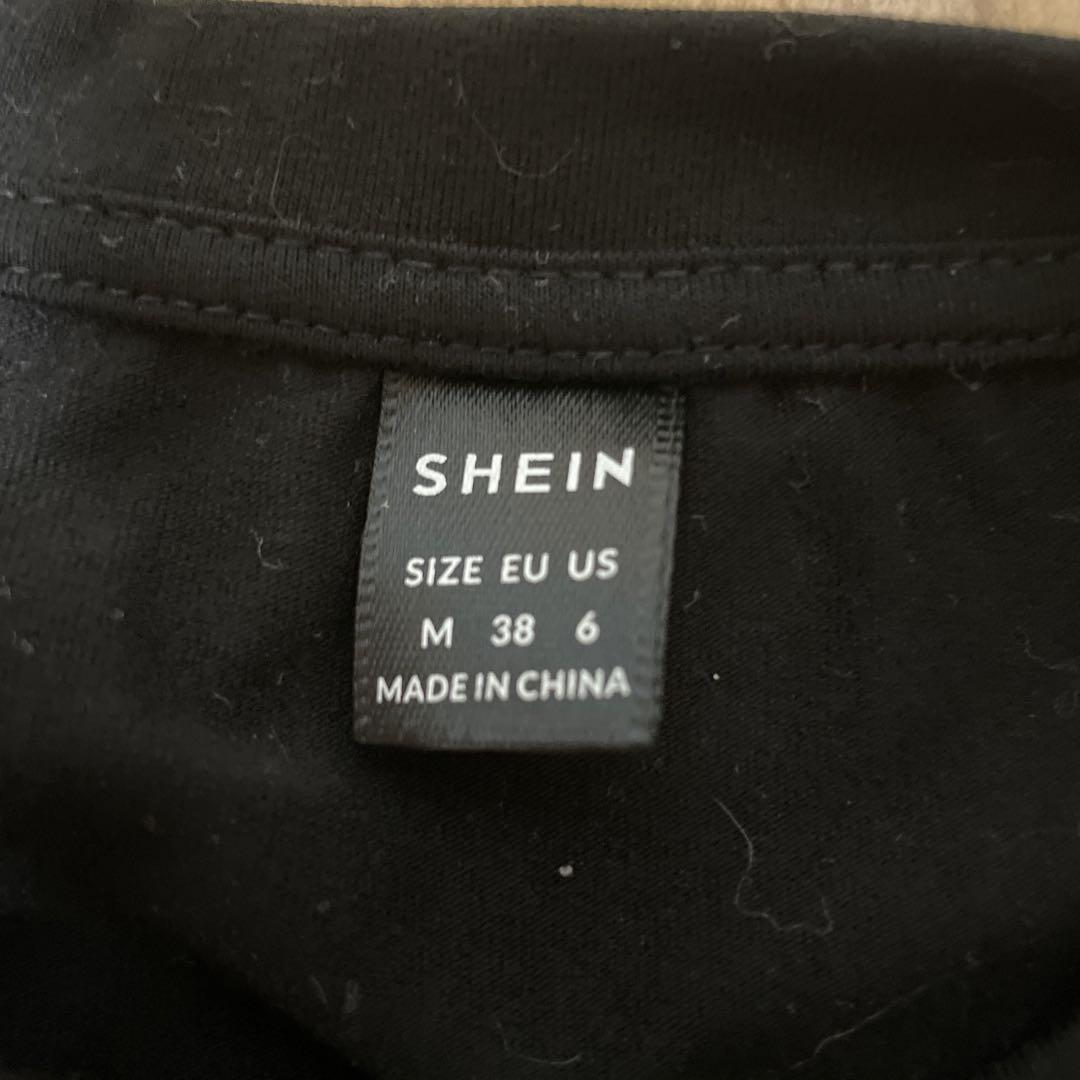 SHEIN
SIZE EU US
M 38 6
MADE IN CHINA